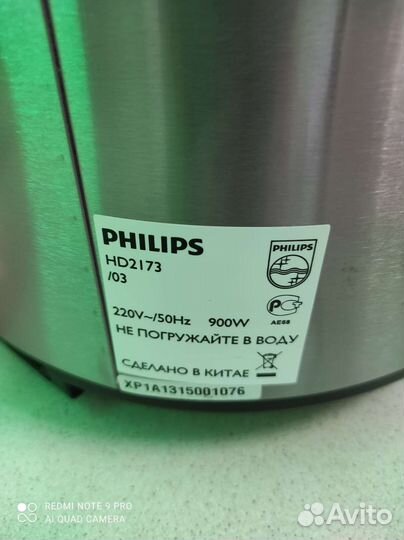 PHILIPS
HD2173
/03
PHILIPS
220V~/50Hz 900W
AE68
НЕ ПОГРУЖАЙТЕ В ВОДУ
СДЕЛАНО В КИТАЕ
XP1A1315001076
REDMI NOTE 9 PRO
AI QUAD CAMERA
Avito